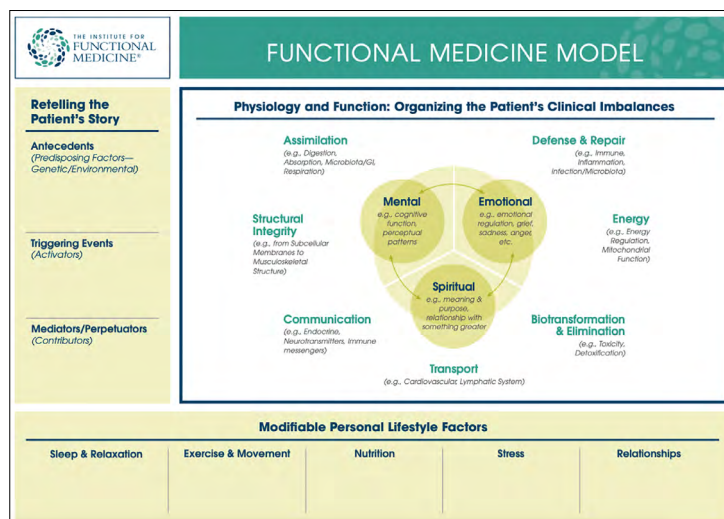 THE INSTITUTE FOR
FUNCTIONAL
MEDICINE®
FUNCTIONAL MEDICINE MODEL
Retelling the
Patient's Story
Antecedents
(Predisposing Factors—
Genetic/Environmental)
Triggering Events
(Activators)
Mediators/Perpetuators
(Contributors)
Physiology and Function: Organizing the Patient's Clinical Imbalances
Assimilation
(e.g., Digestion,
Absorption, Microbiota/GI,
Respiration)
Defense & Repair
(e.g., Immune,
Inflammation,
Infection/Microbiota)
Mental
e.g., cognitive
function,
perceptual
patterns
Emotional
e.g., emotional
regulation, grief,
sadness, anger,
etc.
Structural
Integrity
(e.g., from Subcellular
Membranes to
Musculoskeletal
Structure)
Energy
(e.g., Energy
Regulation,
Mitochondrial
Function)
Spiritual
e.g., meaning &
purpose,
relationship with
something greater
Communication
(e.g., Endocrine,
Neurotransmitters, Immune
messengers)
Biotransformation
& Elimination
(e.g., Toxicity,
Detoxification)
Transport
(e.g., Cardiovascular, Lymphatic System)
Modifiable Personal Lifestyle Factors
Sleep & Relaxation
Exercise & Movement
Nutrition
Stress
Relationships